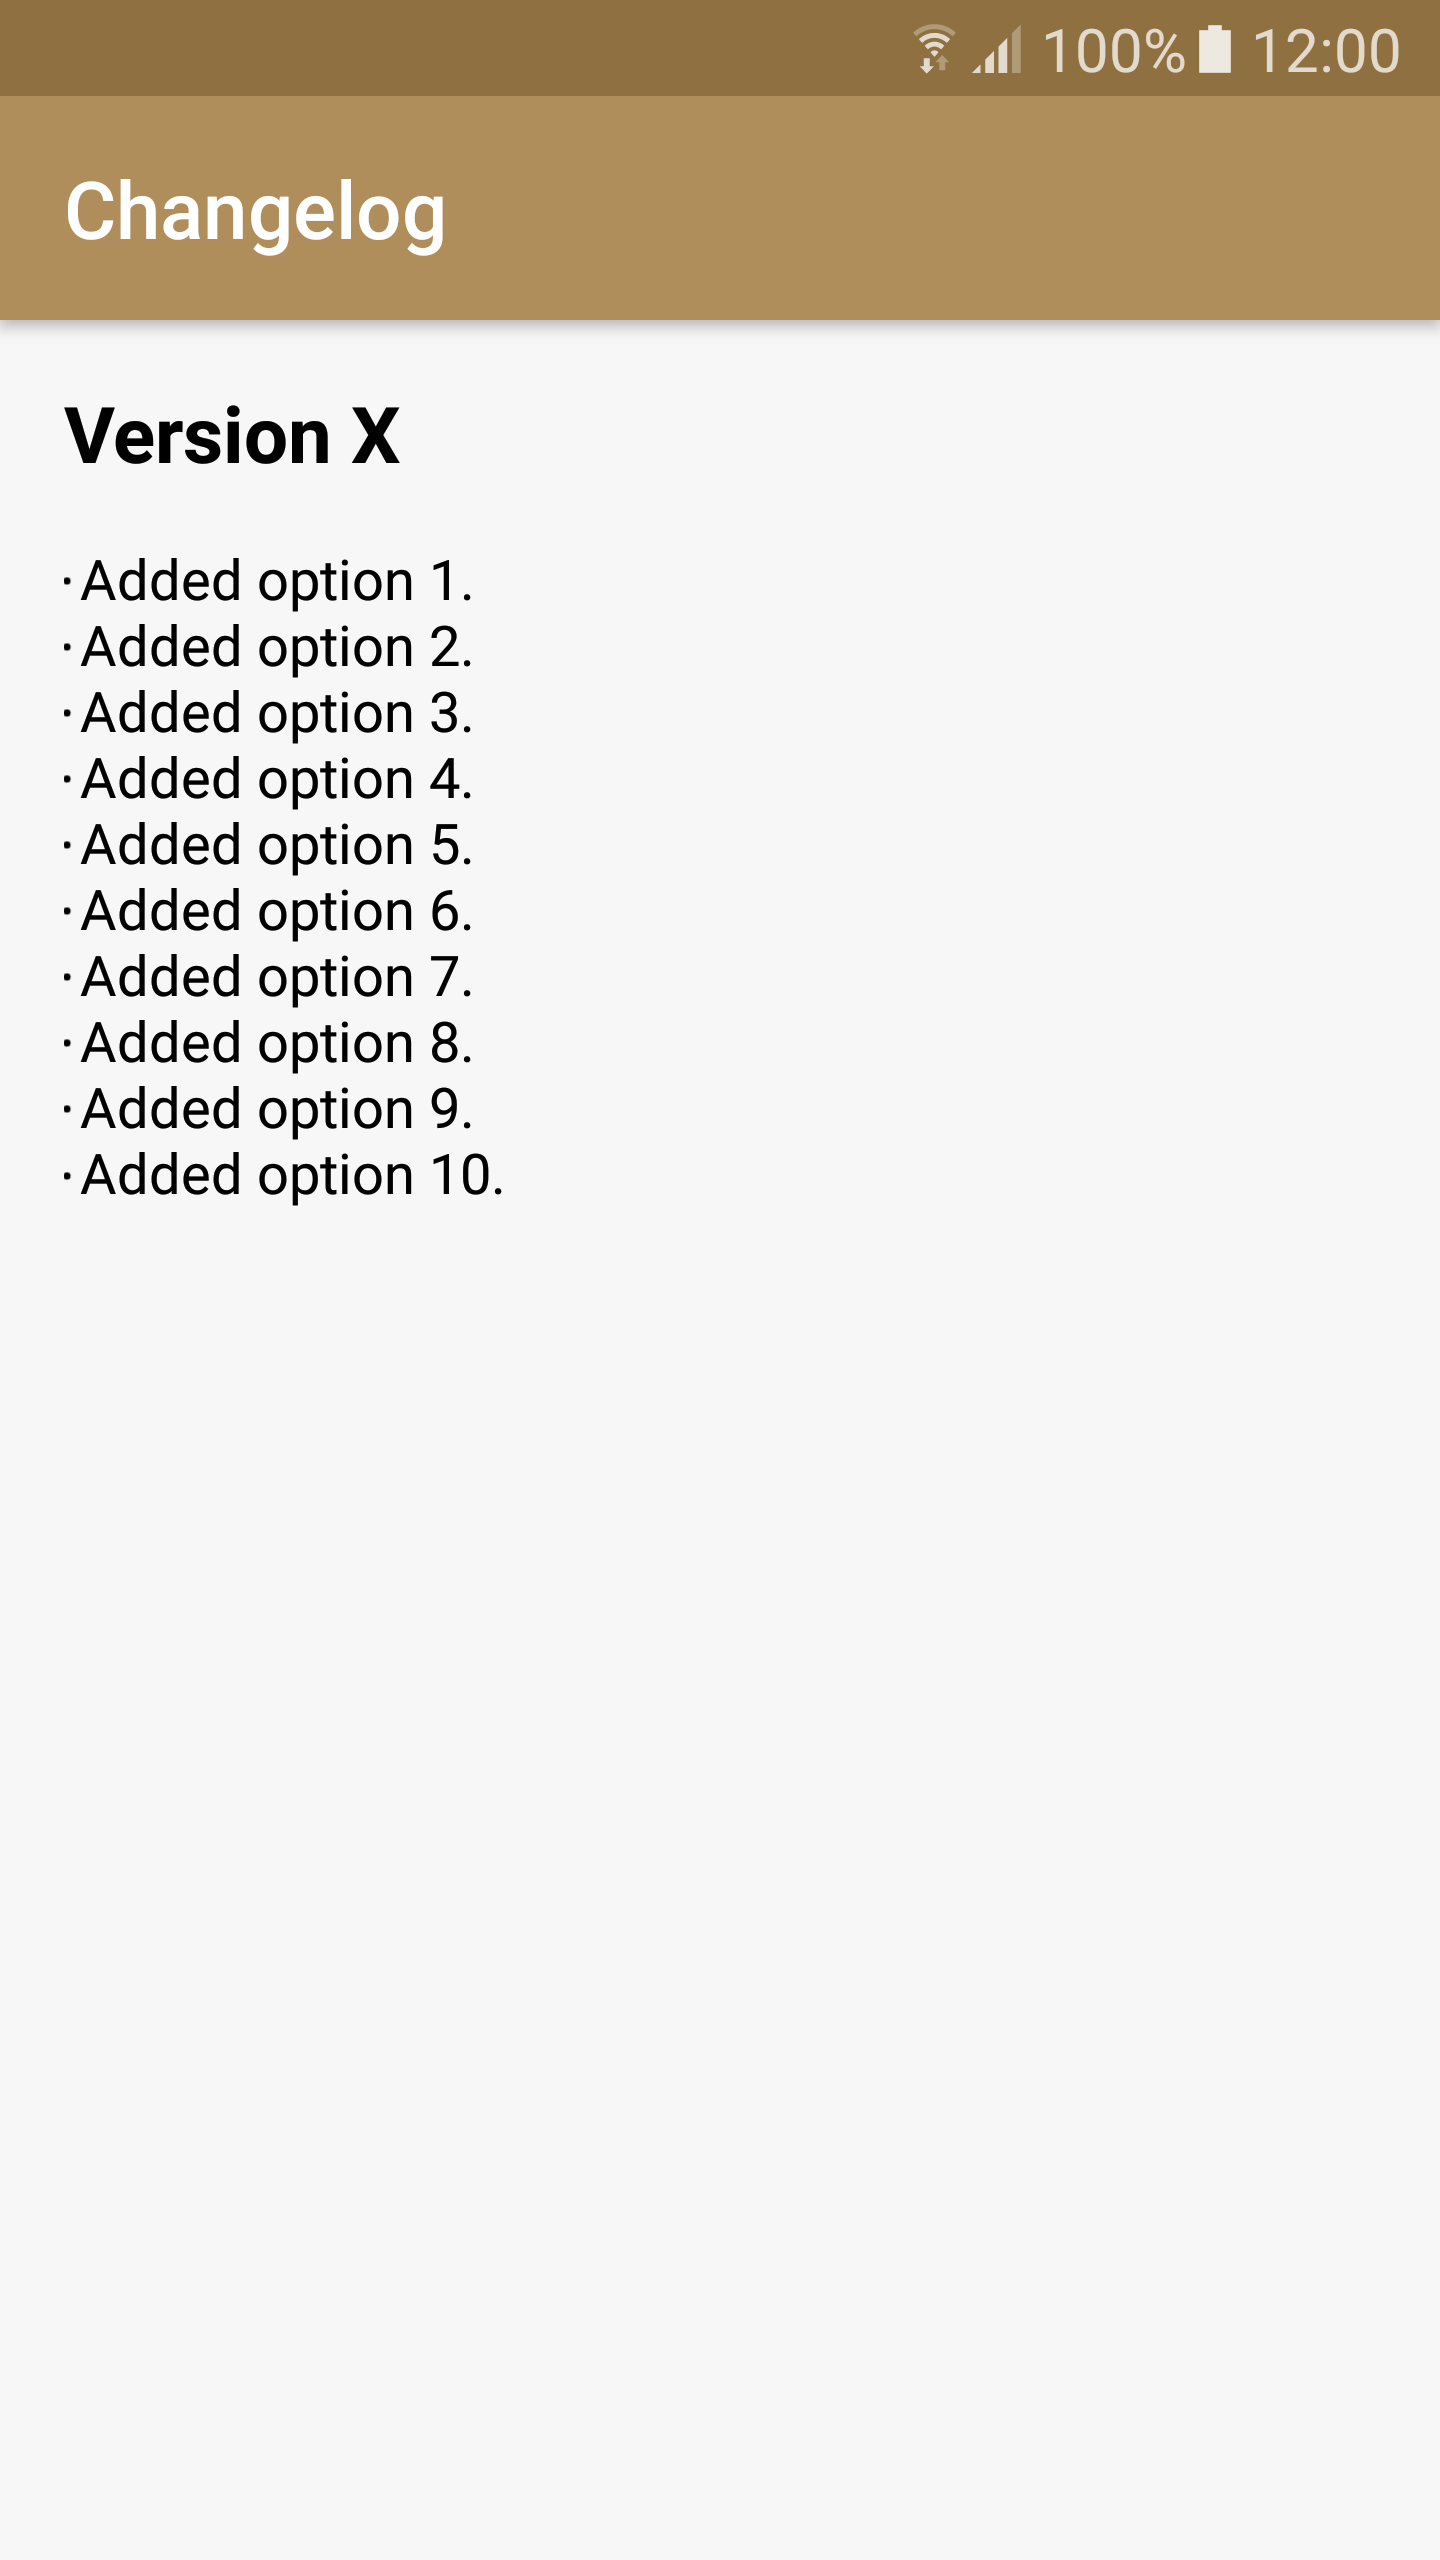 100% 12:00
Changelog
Version X
·Added option 1.
·Added option 2.
·Added option 3.
·Added option 4.
·Added option 5.
·Added option 6.
·Added option 7.
·Added option 8.
·Added option 9.
·Added option 10.